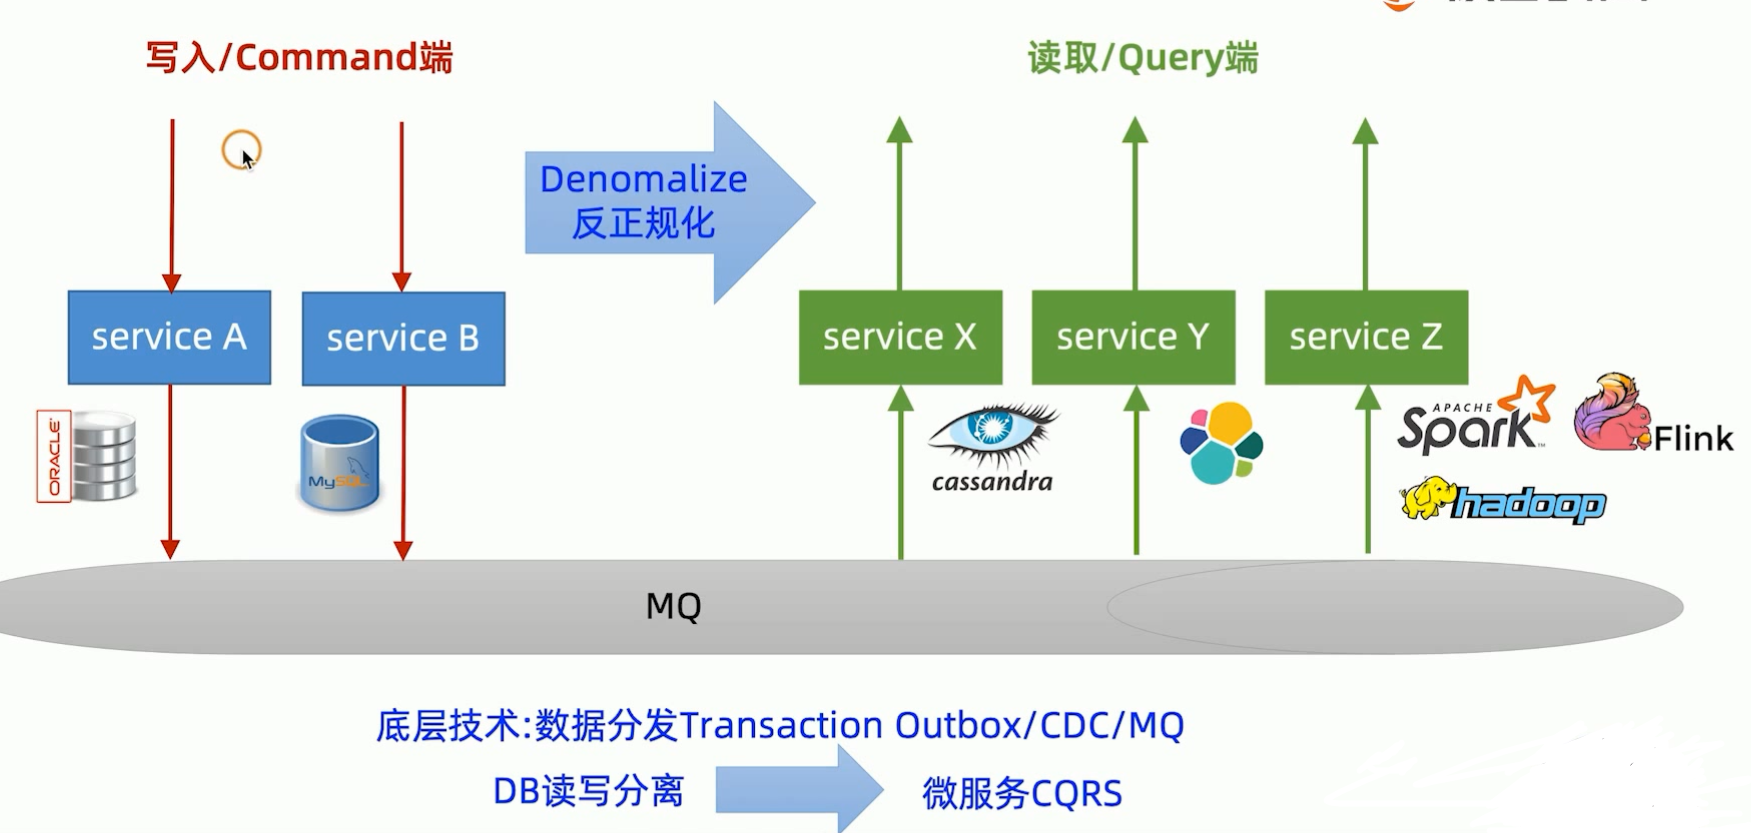 写入/Command端
读取/Query端
Denomalize
反正规化
service A
service B
service X
service Y
service Z
ORACLE
MySQL
cassandra
APACHE
Spark
Flink
hadoop
MQ
底层技术:数据分发Transaction Outbox/CDC/MQ
DB读写分离
微服务CQRS